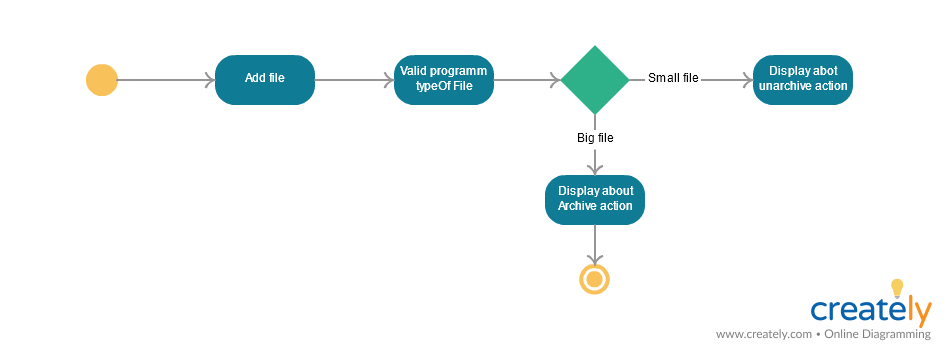 Add file
Valid programm
typeOf File
Small file
Display abot
unarchive action
Big file
Display about
Archive action
creately
www.creately.com • Online Diagramming